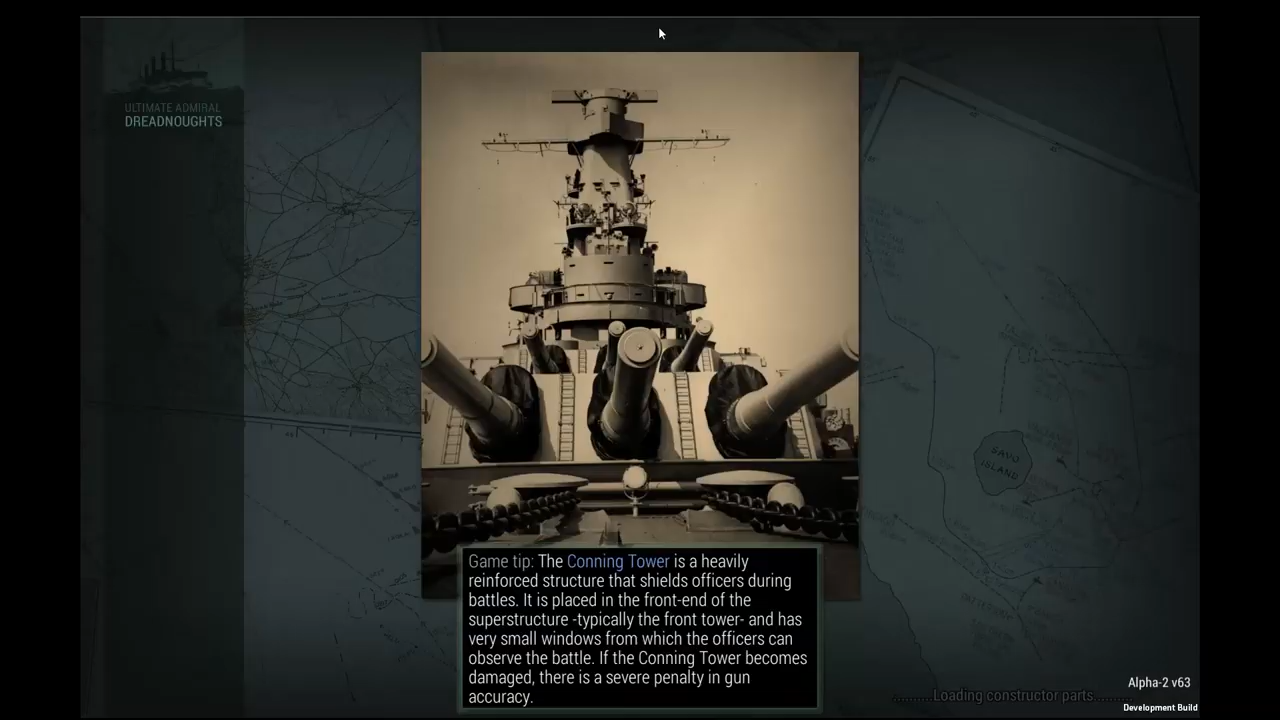 ULTIMATE ADMIRAL
DREADNOUGHTS
SAVO
ISLAND
Game tip: The Conning Tower is a heavily
reinforced structure that shields officers during
battles. It is placed in the front-end of the
superstructure -typically the front tower- and has
very small windows from which the officers can
observe the battle. If the Conning Tower becomes
damaged, there is a severe penalty in gun
accuracy.
Alpha-2 v63
..........Loading constructor parts..........
Development Build